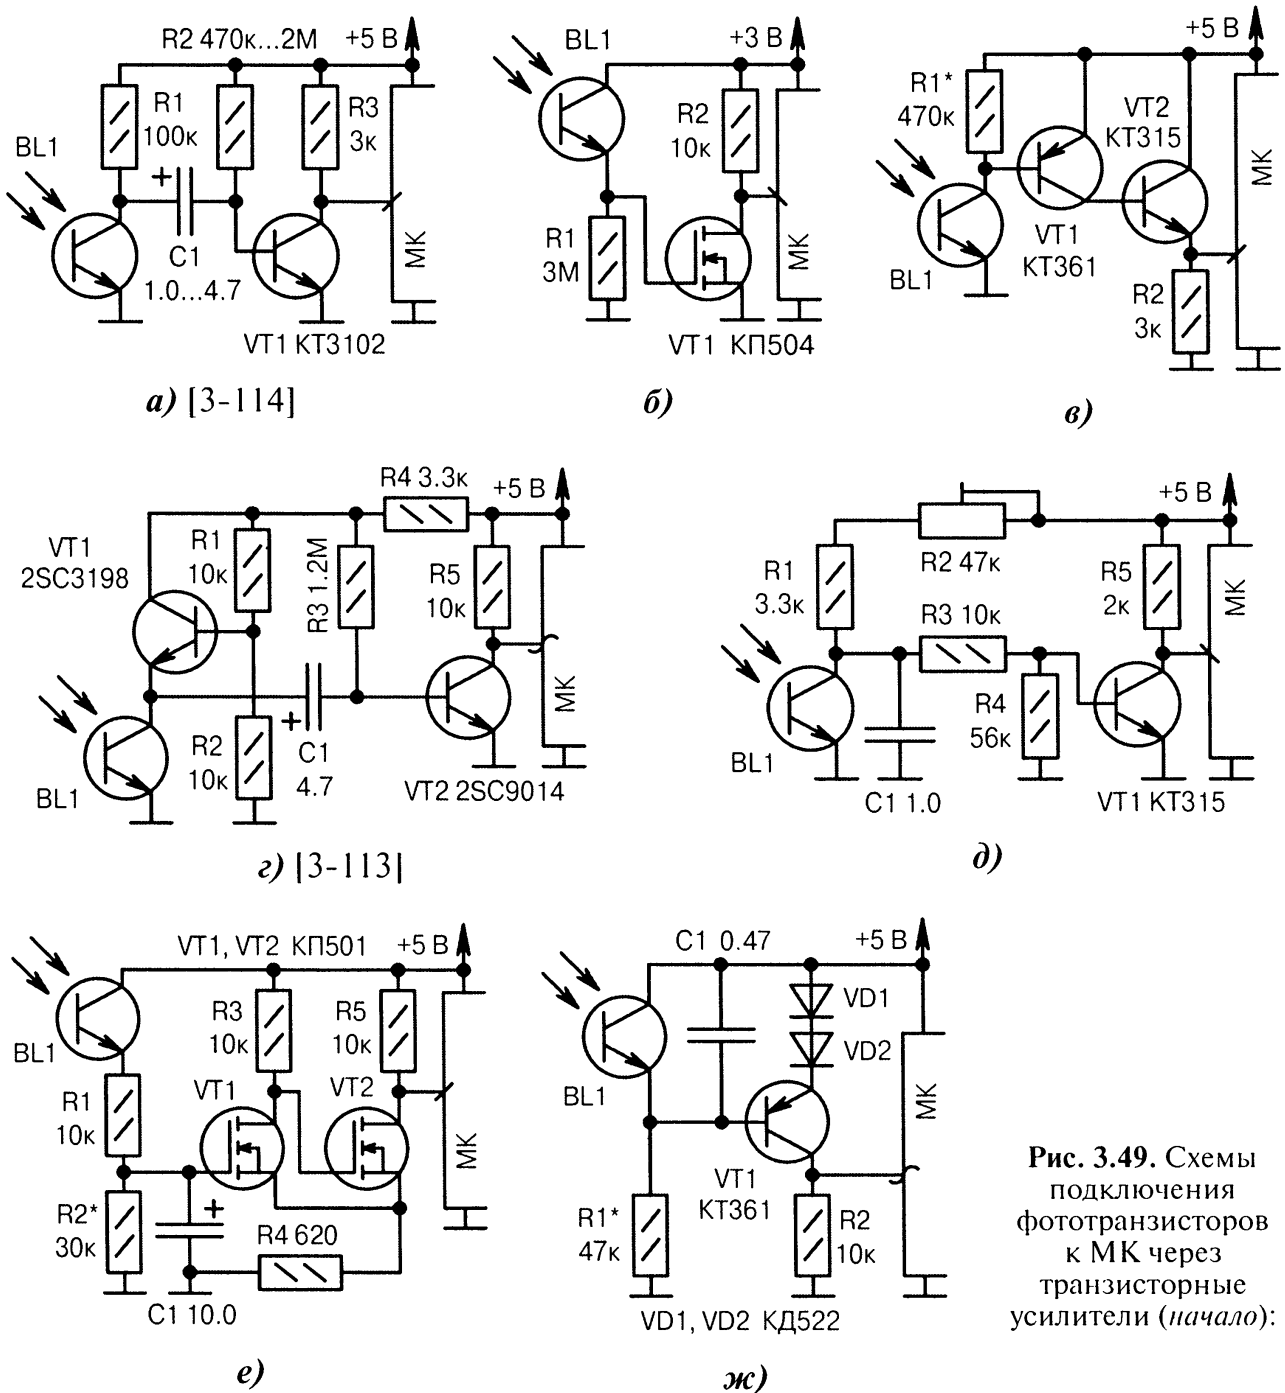 R2 470к...2М
+5 В
R1
100к
R3
3к
BL1
+
C1
1.0...4.7
МК
VT1 КТ3102
а) [3-114]
BL1
+3 В
R2
10к
R1
3М
МК
VT1 КП504
б)
+5 В
R1*
470к
VT2
КТ315
МК
VT1
КТ361
BL1
R2
3к
в)
R4 3.3к
+5 В
VT1
2SC3198
R1
10к
R3 1.2М
R5
10к
R2
10к
+
C1
4.7
МК
BL1
VT2 2SC9014
г) [3-113]
+5 В
R2 47к
R1
3.3к
R5
2к
МК
R3 10к
R4
56к
BL1
C1 1.0
VT1 КТ315
д)
VT1, VT2 КП501
+5 В
R3
10к
R5
10к
BL1
R1
10к
VT1
VT2
МК
R2*
30к
+
R4 620
C1 10.0
е)
C1 0.47
+5 В
VD1
VD2
BL1
МК
VT1
КТ361
R1*
47к
R2
10к
VD1, VD2 КД522
ж)
Рис. 3.49. Схемы
подключения
фототранзисторов
к МК через
транзисторные
усилители (начало):